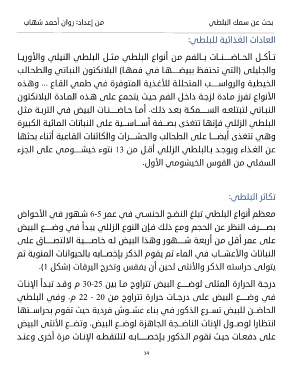 بحث عن سمك البلطي
من إعداد: روان أحمد شهاب
العادات الغذائية للبلطي:
تأكل الحاضنات بالفم من أنواع البلطي مثل البلطي النيلي والأوريا
والجليلي (التي تحتفظ ببيضها في فمها) البلانكتون النباتي والطحالب
الخيطية والرواسب المتحللة للأغذية المتوفرة في طمي القاع ... وهذه
الأنواع تفرز مادة لزجة داخل الفم حيث يتجمع على هذه المادة البلانكتون
النباتي لتبتلعه السمكة بعد ذلك. أما حاضنات البيض في التربة مثل
البلطي الزللي فإنها تتغذى بصفة أساسية على النباتات المائية الكبيرة
وهي تتغذى أيضا على الطحالب والحشرات والكائنات القاعية أثناء بحثها
عن الغذاء ويوجد بالبلطي الزللي أقل من 13 نتوء خيشومي على الجزء
السفلي من القوس الخيشومي الأول.
تكاثر البلطي:
معظم أنواع البلطي تبلغ النضج الجنسي في عمر 5-6 شهور في الأحواض
بصرف النظر عن الحجم ومع ذلك فإن النوع الزللي يبدأ في وضع البيض
على عمر أقل من أربعة شهور وهذا البيض له خاصية الالتصاق على
النباتات والأعشاب في الماء ثم يقوم الذكر بإخصابه بالحيوانات المنوية ثم
يتولى حراسته الذكر والأنثى لحين أن يفقس وتخرج اليرقات (شكل 1).
درجة الحرارة المثلى لوضع البيض تتراوح ما بين 25-30 م وقد تبدأ الإناث
في وضع البيض على درجات حرارة تتراوح من 20 - 22 م. وفي البلطي
الحاضن للبيض تسرع الذكور في بناء عشوش فردية حيث تقوم بحراستها
انتظارا لوصول الإناث الناضجة الجاهزة لوضع البيض. وتضع الأنثى البيض
على دفعات حيث تقوم الذكور بإخصابه لتلتقطه الإناث مرة أخرى وعند
14